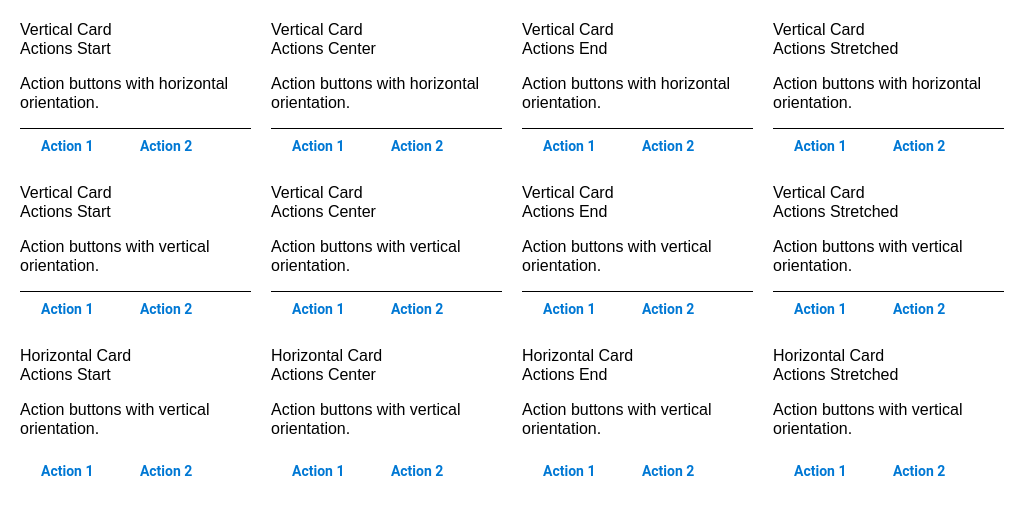 Vertical Card
Actions Start
Action buttons with horizontal
orientation.
Action 1 Action 2
Vertical Card
Actions Center
Action buttons with horizontal
orientation.
Action 1 Action 2
Vertical Card
Actions End
Action buttons with horizontal
orientation.
Action 1 Action 2
Vertical Card
Actions Stretched
Action buttons with horizontal
orientation.
Action 1 Action 2
Vertical Card
Actions Start
Action buttons with vertical
orientation.
Action 1 Action 2
Vertical Card
Actions Center
Action buttons with vertical
orientation.
Action 1 Action 2
Vertical Card
Actions End
Action buttons with vertical
orientation.
Action 1 Action 2
Vertical Card
Actions Stretched
Action buttons with vertical
orientation.
Action 1 Action 2
Horizontal Card
Actions Start
Action buttons with vertical
orientation.
Action 1 Action 2
Horizontal Card
Actions Center
Action buttons with vertical
orientation.
Action 1 Action 2
Horizontal Card
Actions End
Action buttons with vertical
orientation.
Action 1 Action 2
Horizontal Card
Actions Stretched
Action buttons with vertical
orientation.
Action 1 Action 2